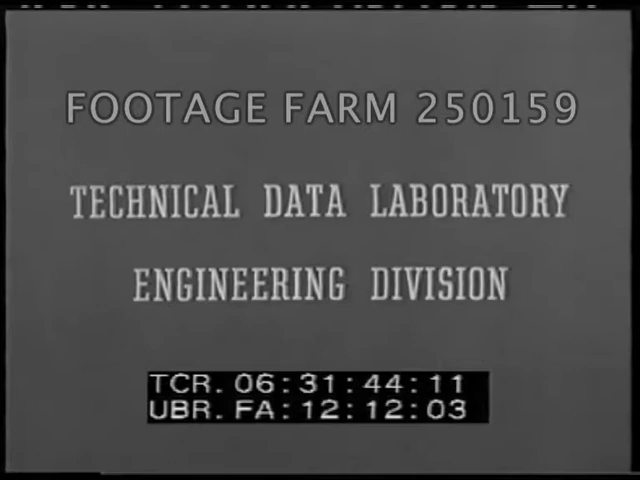 FOOTAGE FARM 250159
TECHNICAL DATA LABORATORY
ENGINEERING DIVISION
TCR. 06:31:44:11
UBR. FA:12:12:03